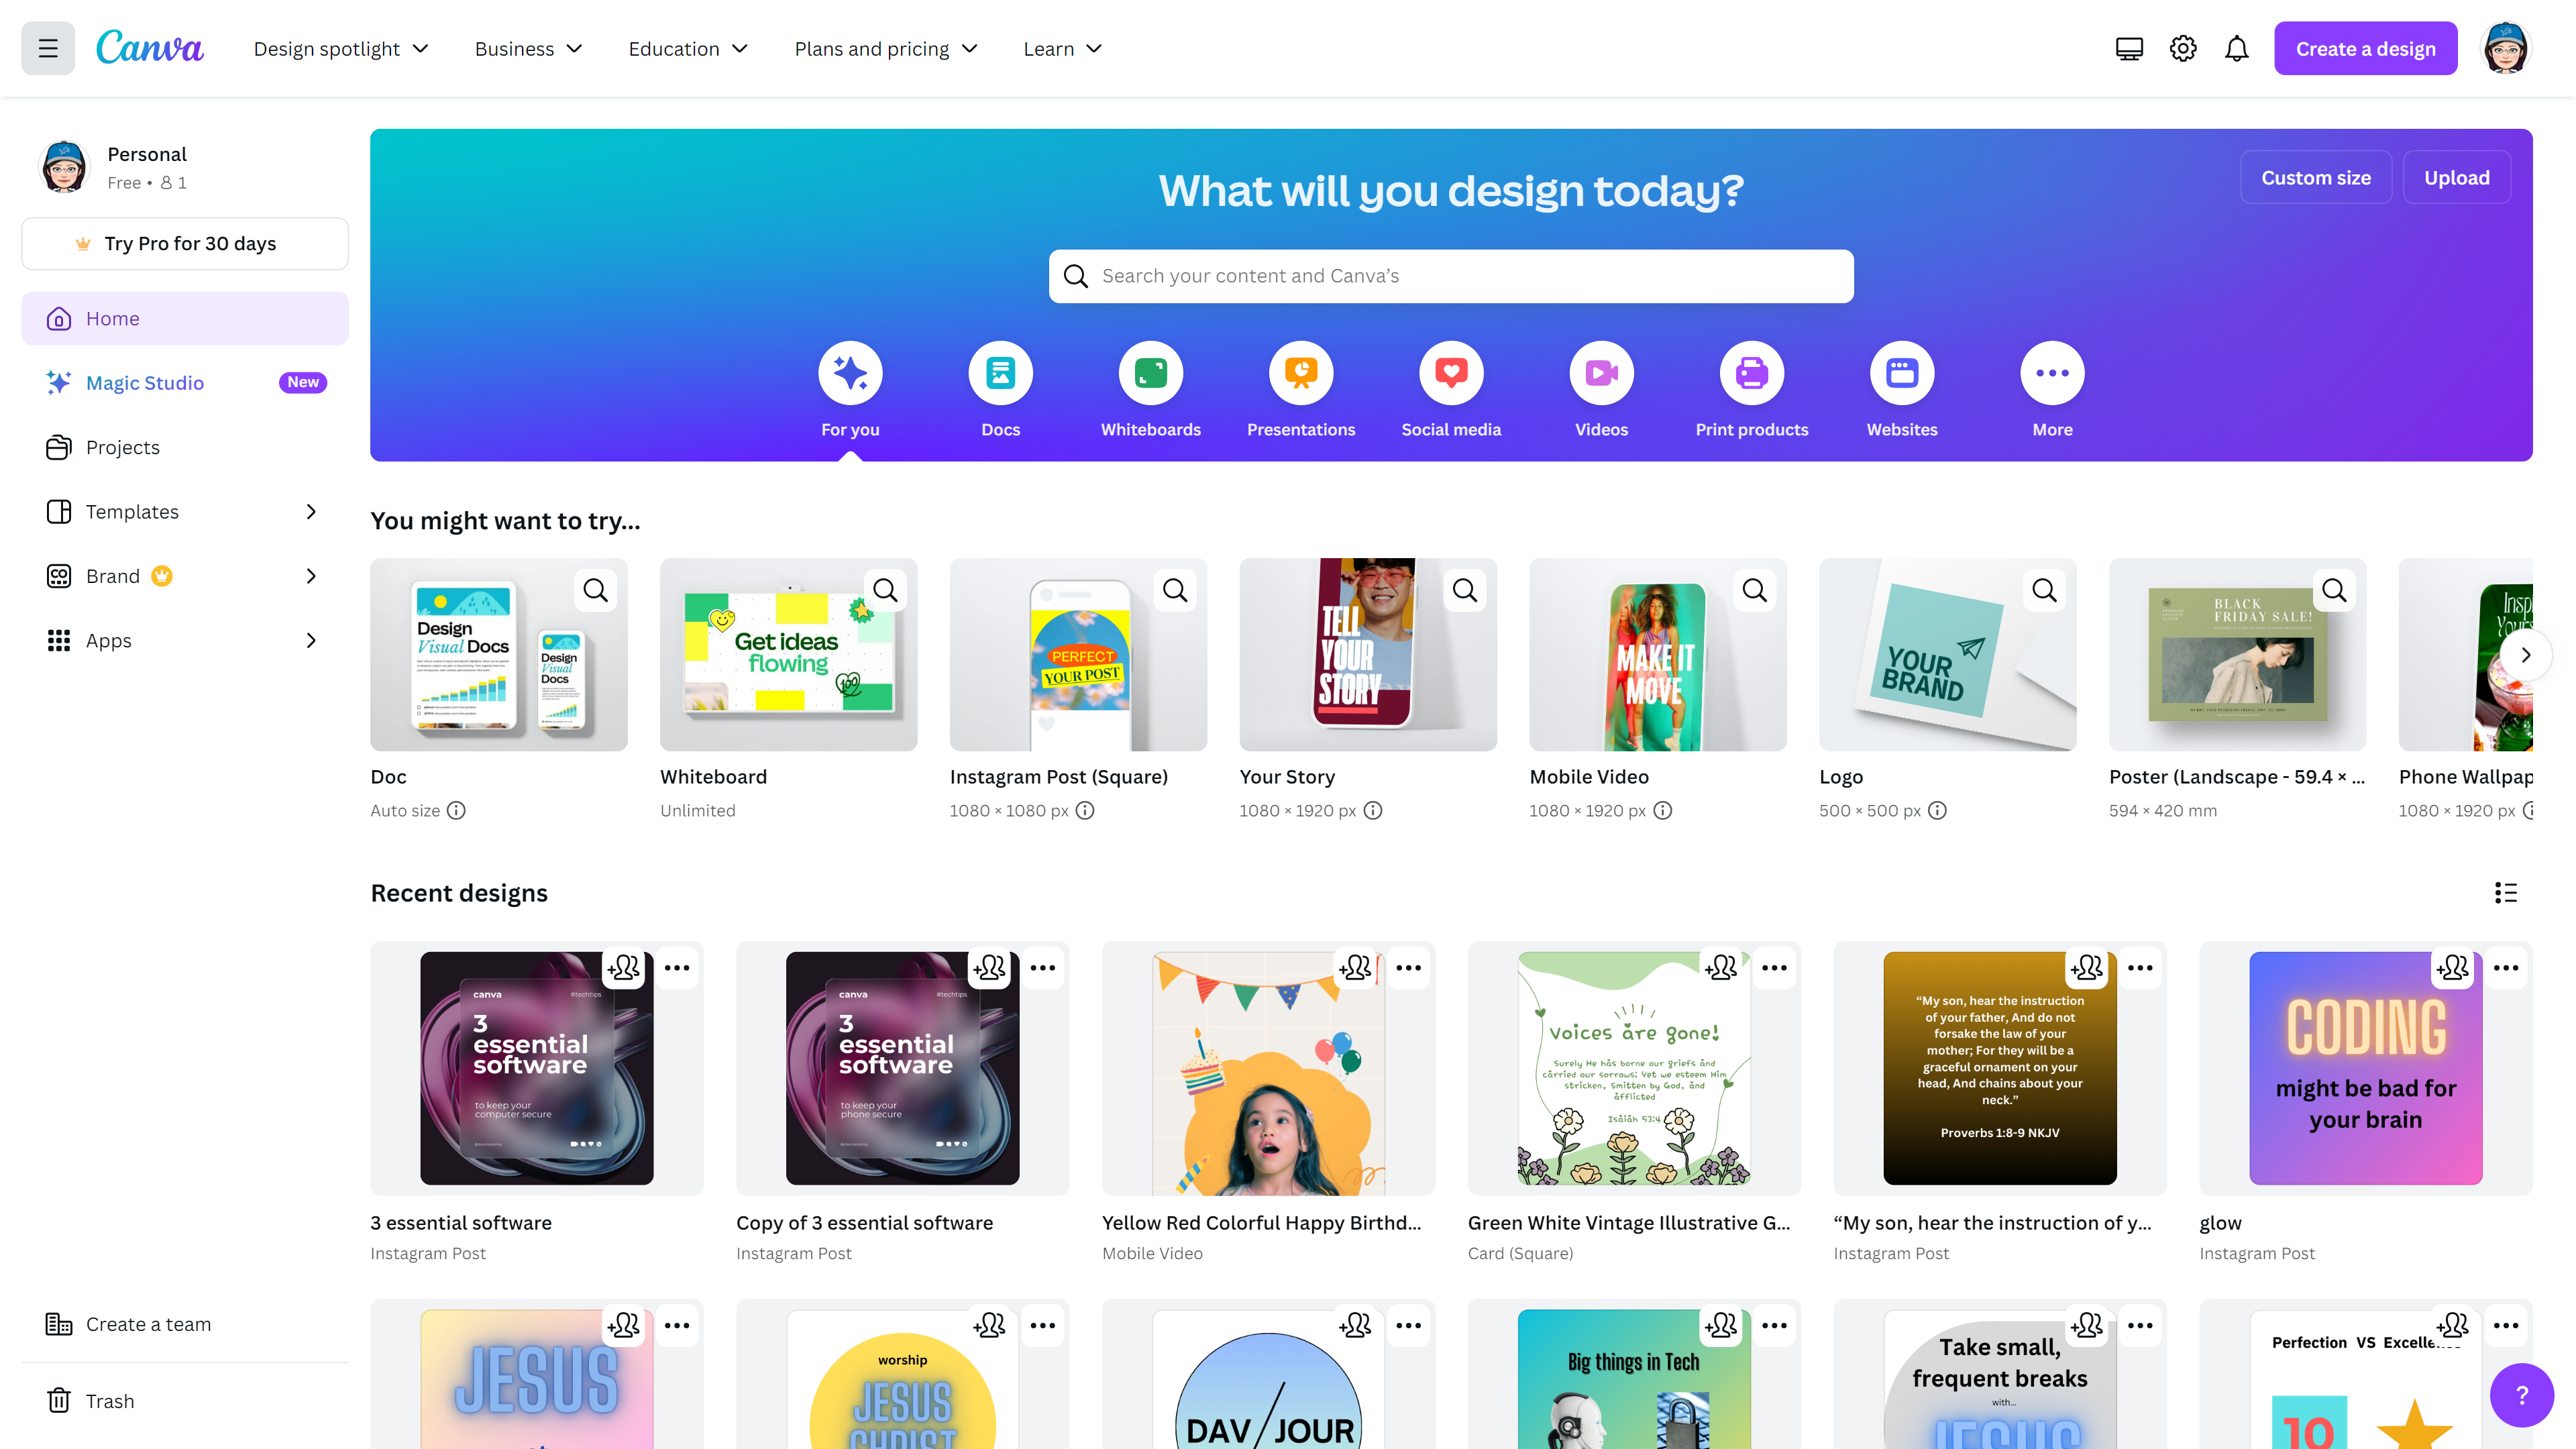 Canva
Design spotlight
Business
Education
Plans and pricing
Learn
Create a design
Personal
Free • 1
Try Pro for 30 days
Home
Magic Studio
New
Projects
Templates
Brand
Apps
Create a team
Trash
What will you design today?
Custom size
Upload
Search your content and Canva’s
For you
Docs
Whiteboards
Presentations
Social media
Videos
Print products
Websites
More
You might want to try...
Design
Visual Docs
Design
Visual
Docs
Get ideas
flowing
100
PERFECT
YOUR POST
TELL
YOUR
STORY
MAKE IT
MOVE
YOUR
BRAND
BLACK
FRIDAY SALE!
Doc
Auto size
Whiteboard
Unlimited
Instagram Post (Square)
1080 × 1080 px
Your Story
1080 × 1920 px
Mobile Video
1080 × 1920 px
Logo
500 × 500 px
Poster (Landscape - 59.4 × ...
594 × 420 mm
Phone Wallpap
1080 × 1920 px
Recent designs
canva
#techtips
3
essential
software
to keep your
computer secure
canva
#techtips
3
essential
software
to keep your
phone secure
Voices are gone!
Surely He has borne our griefs and
carried our sorrows; Yet we esteem Him
stricken, Smitten by God, and
afflicted
Isaiah 53:4
“My son, hear the instruction
of your father, And do not
forsake the law of your
mother; For they will be a
graceful ornament on your
head, And chains about your
neck.”
Proverbs 1:8-9 NKJV
CODING
might be bad for
your brain
3 essential software
Instagram Post
Copy of 3 essential software
Instagram Post
Yellow Red Colorful Happy Birthd...
Mobile Video
Green White Vintage Illustrative G...
Card (Square)
“My son, hear the instruction of y...
Instagram Post
glow
Instagram Post
JESUS
worship
JESUS
CHRIST
DAV/JOUR
Big things in Tech
Take small,
frequent breaks
with...
JESUS
Perfection VS Excelle
10
?